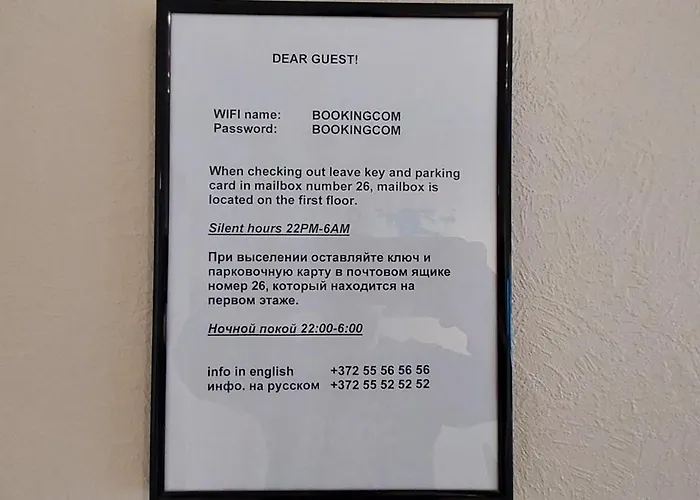 DEAR GUEST!
WIFI name: BOOKINGCOM
Password: BOOKINGCOM
When checking out leave key and parking
card in mailbox number 26, mailbox is
located on the first floor.
Silent hours 22PM-6AM
При выселении оставляйте ключ и
парковочную карту в почтовом ящике
номер 26, который находится на
первом этаже.
Ночной покой 22:00-6:00
info in english +372 55 56 56 56
инфо. на русском +372 55 52 52 52